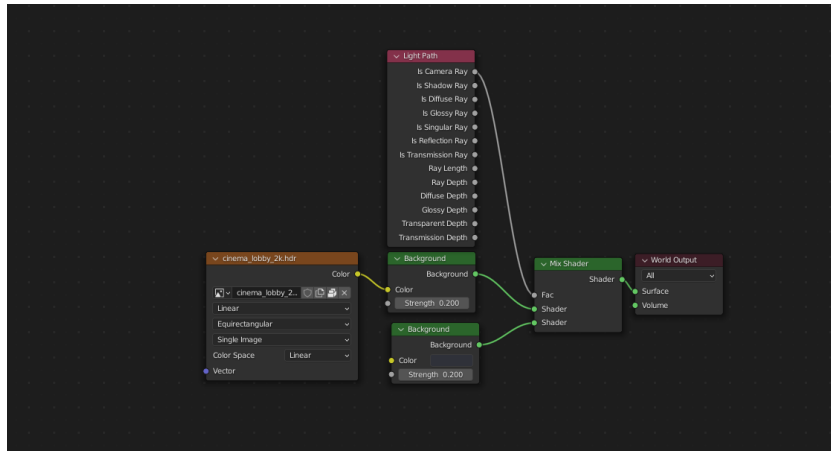 Light Path
Is Camera Ray
Is Shadow Ray
Is Diffuse Ray
Is Glossy Ray
Is Singular Ray
Is Reflection Ray
Is Transmission Ray
Ray Length
Ray Depth
Diffuse Depth
Glossy Depth
Transparent Depth
Transmission Depth
cinema_lobby_2k.hdr
Color
cinema_lobby_2...
Linear
Equirectangular
Single Image
Color Space Linear
Vector
Background
Background
Color
Strength 0.200
Background
Background
Color
Strength 0.200
Mix Shader
Shader
Fac
Shader
Shader
World Output
All
Surface
Volume